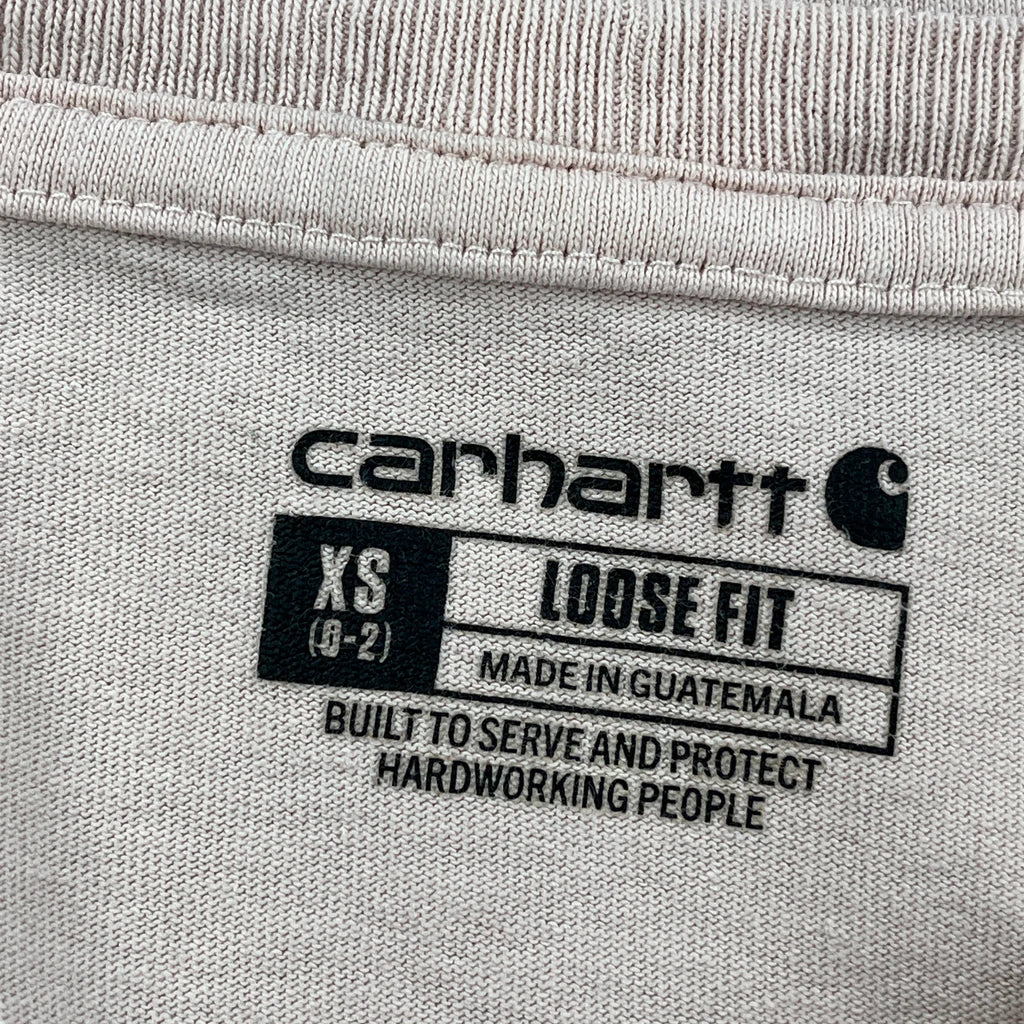 carhartt
XS
(0-2)
LOOSE FIT
MADE IN GUATEMALA
BUILT TO SERVE AND PROTECT
HARDWORKING PEOPLE